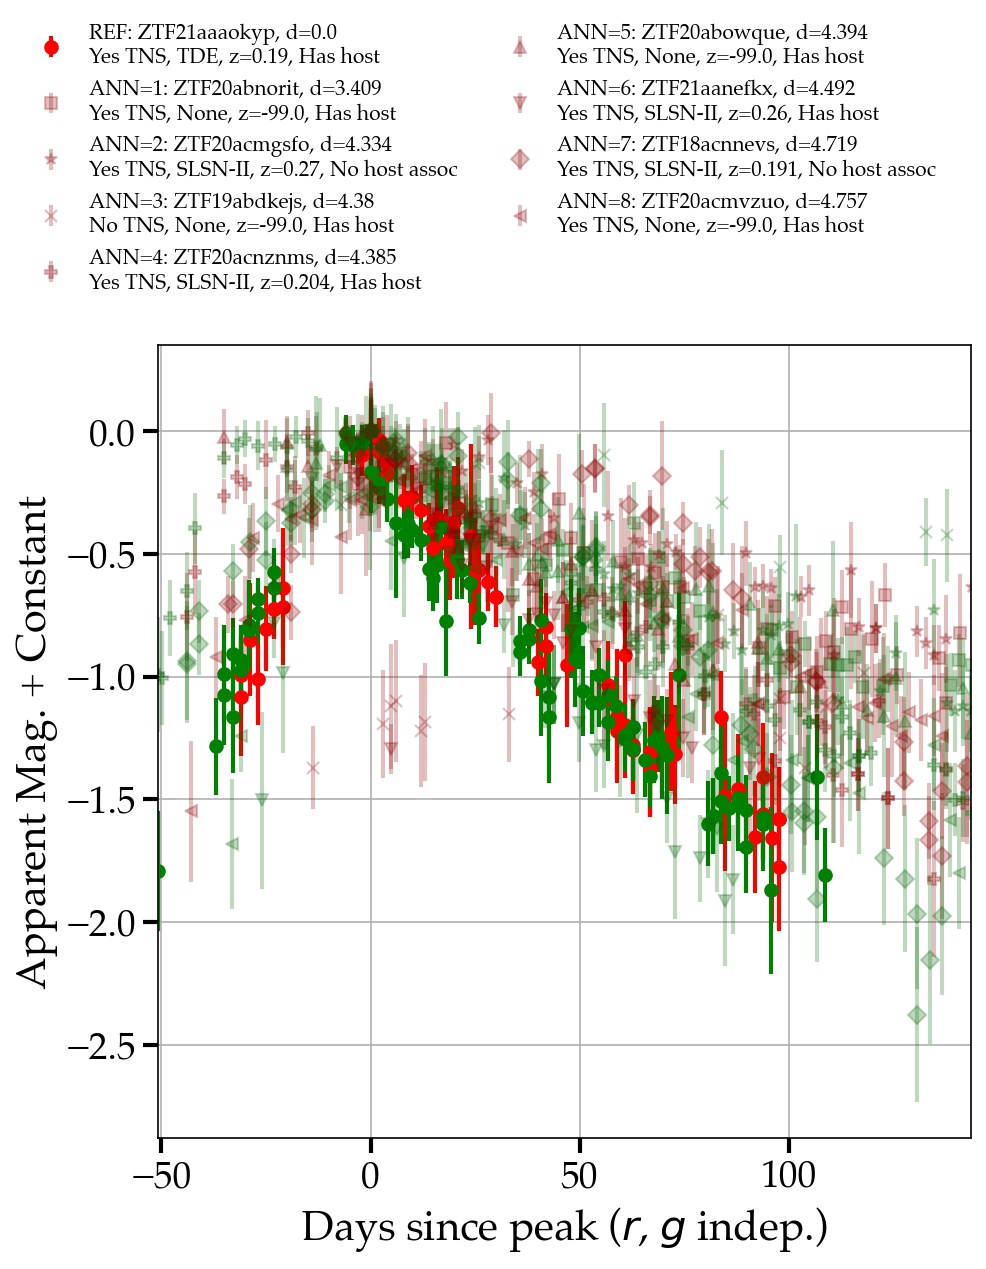 REF: ZTF21aaaokyp, d=0.0
Yes TNS, TDE, z=0.19, Has host
ANN=1: ZTF20abnorit, d=3.409
Yes TNS, None, z=-99.0, Has host
ANN=2: ZTF20acmgsfo, d=4.334
Yes TNS, SLSN-II, z=0.27, No host assoc
ANN=3: ZTF19abdkejs, d=4.38
No TNS, None, z=-99.0, Has host
ANN=4: ZTF20acnznms, d=4.385
Yes TNS, SLSN-II, z=0.204, Has host
ANN=5: ZTF20abowque, d=4.394
Yes TNS, None, z=-99.0, Has host
ANN=6: ZTF21aanefkx, d=4.492
Yes TNS, SLSN-II, z=0.26, Has host
ANN=7: ZTF18acnnevs, d=4.719
Yes TNS, SLSN-II, z=0.191, No host assoc
ANN=8: ZTF20acmvzuo, d=4.757
Yes TNS, None, z=-99.0, Has host
Apparent Mag. + Constant
0.0
−0.5
−1.0
−1.5
−2.0
−2.5
−50
0
50
100
Days since peak (r, g indep.)